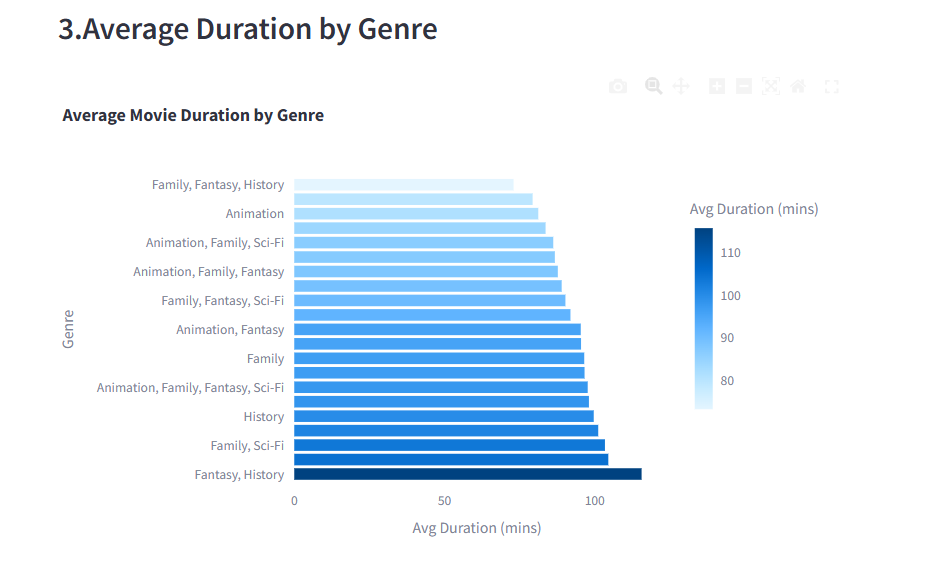 3.Average Duration by Genre
Average Movie Duration by Genre
Family, Fantasy, History
Animation
Animation, Family, Sci-Fi
Animation, Family, Fantasy
Family, Fantasy, Sci-Fi
Animation, Fantasy
Family
Animation, Family, Fantasy, Sci-Fi
History
Family, Sci-Fi
Fantasy, History
Genre
0 50 100
Avg Duration (mins)
Avg Duration (mins)
110
100
90
80